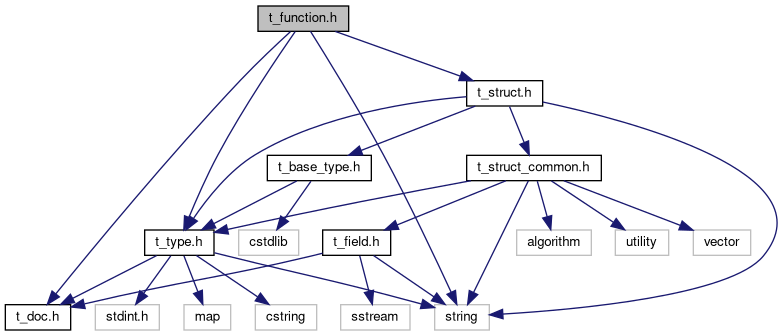 t_function.h
t_struct.h
t_base_type.h
t_struct_common.h
t_type.h
cstdlib
t_field.h
algorithm
utility
vector
t_doc.h
stdint.h
map
cstring
sstream
string